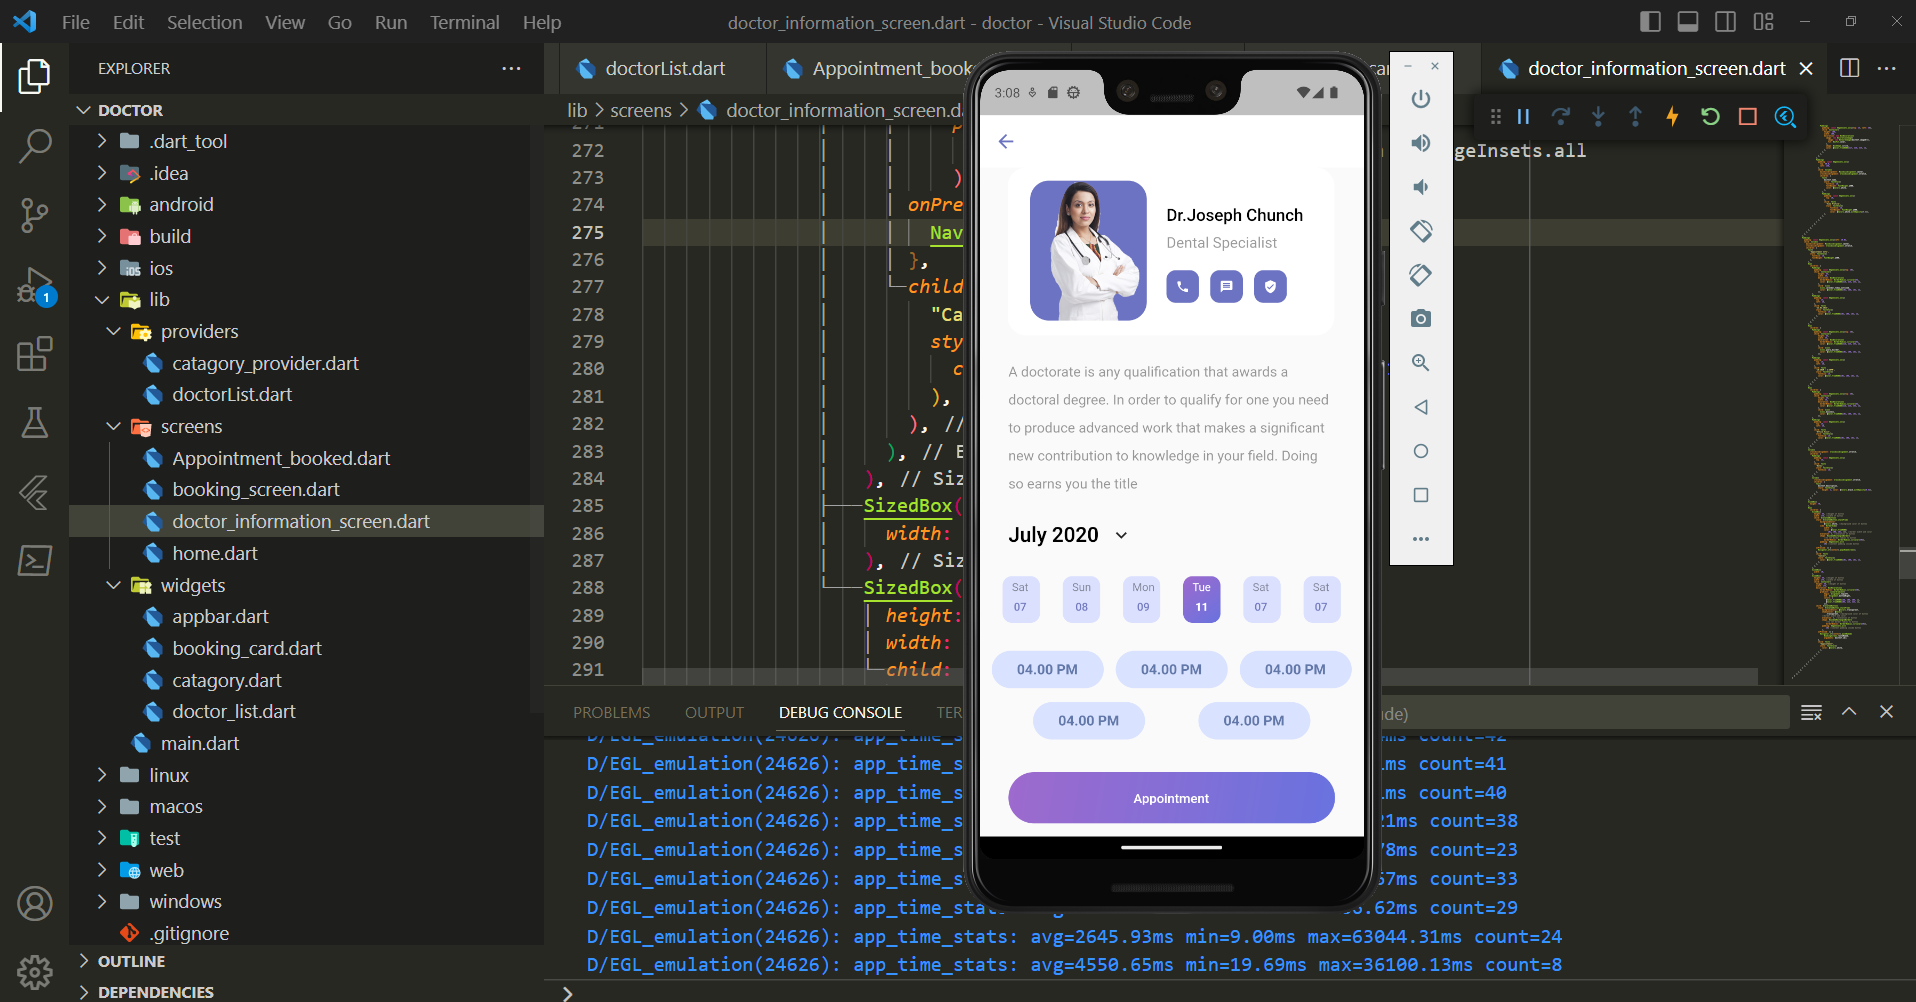 File Edit Selection View Go Run Terminal Help
doctor_information_screen.dart - doctor - Visual Studio Code
EXPLORER
DOCTOR
.dart_tool
.idea
android
build
ios
lib
providers
catagory_provider.dart
doctorList.dart
screens
Appointment_booked.dart
booking_screen.dart
doctor_information_screen.dart
home.dart
widgets
appbar.dart
booking_card.dart
catagory.dart
doctor_list.dart
main.dart
linux
macos
test
web
windows
.gitignore
OUTLINE
DEPENDENCIES
1
doctorList.dart
Appointment_book
doctor_information_screen.dart
lib > screens > doctor_information_screen.da
271
272 geInsets.all
273 )
274 onPre
275 Nav
276 },
277 child
278 "Ca
279 sty
280 c
281 ),
282 ), //
283 ), // E
284 ), // Siz
285 SizedBox(
286 width:
287 ), // Siz
288 SizedBox(
289 height:
290 width:
291 child:
PROBLEMS OUTPUT DEBUG CONSOLE TER
ude)
D/EGL_emulation(24626): app_time_s ms count=42
D/EGL_emulation(24626): app_time_s 1ms count=41
D/EGL_emulation(24626): app_time_s ms count=40
D/EGL_emulation(24626): app_time_s 21ms count=38
D/EGL_emulation(24626): app_time_s 78ms count=23
D/EGL_emulation(24626): app_time_s 57ms count=33
D/EGL_emulation(24626): app_time_stat 6.62ms count=29
D/EGL_emulation(24626): app_time_stats: avg=2645.93ms min=9.00ms max=63044.31ms count=24
D/EGL_emulation(24626): app_time_stats: avg=4550.65ms min=19.69ms max=36100.13ms count=8
3:08
Dr.Joseph Chunch
Dental Specialist
A doctorate is any qualification that awards a
doctoral degree. In order to qualify for one you need
to produce advanced work that makes a significant
new contribution to knowledge in your field. Doing
so earns you the title
July 2020
Sat Sun Mon Tue Sat Sat
07 08 09 11 07 07
04.00 PM 04.00 PM 04.00 PM
04.00 PM 04.00 PM
Appointment